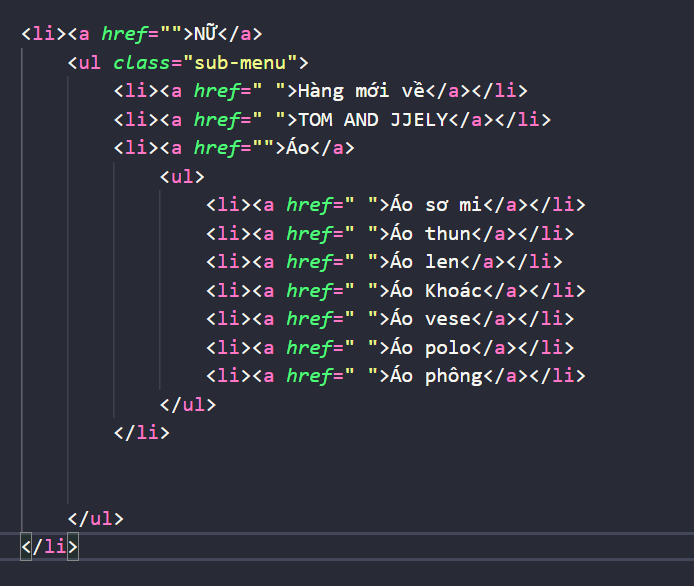 <li><a href="">NỮ</a>
<ul class="sub-menu">
<li><a href=" ">Hàng mới về</a></li>
<li><a href=" ">TOM AND JJELY</a></li>
<li><a href="">Áo</a>
<ul>
<li><a href=" ">Áo sơ mi</a></li>
<li><a href=" ">Áo thun</a></li>
<li><a href=" ">Áo len</a></li>
<li><a href=" ">Áo Khoác</a></li>
<li><a href=" ">Áo vese</a></li>
<li><a href=" ">Áo polo</a></li>
<li><a href=" ">Áo phông</a></li>
</ul>
</li>
</ul>
</li>